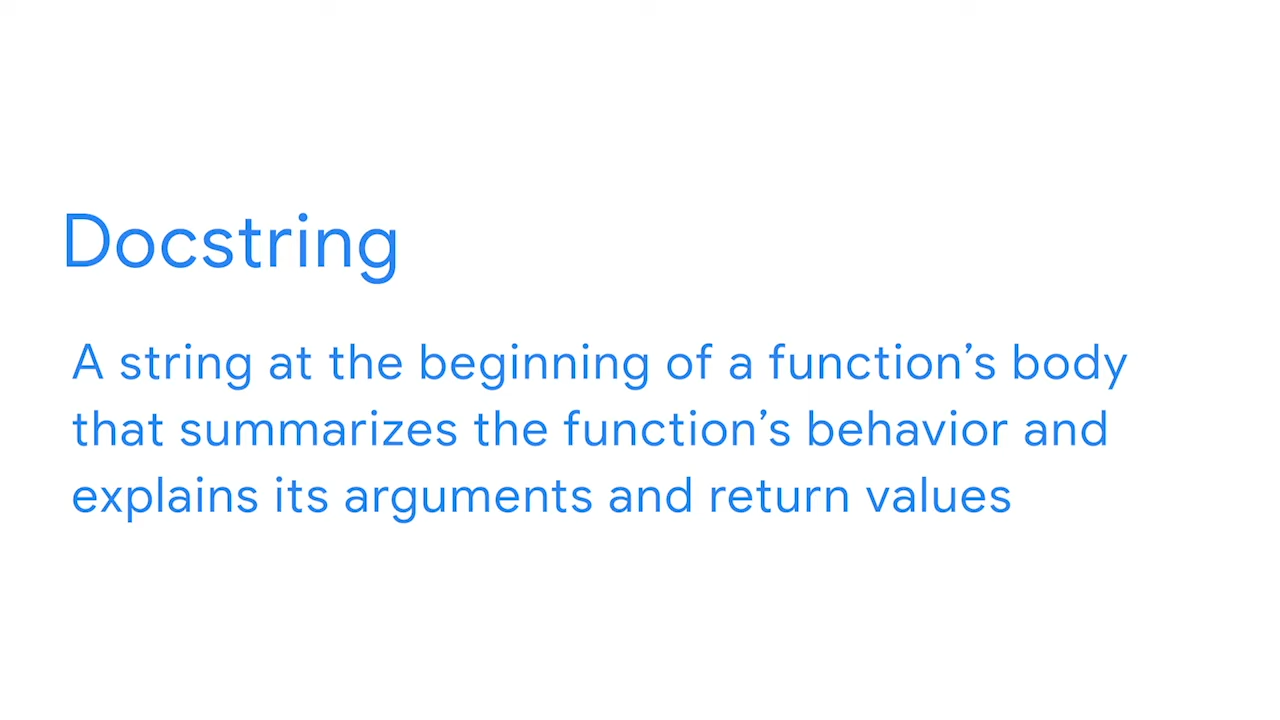 Docstring
A string at the beginning of a function’s body
that summarizes the function’s behavior and
explains its arguments and return values